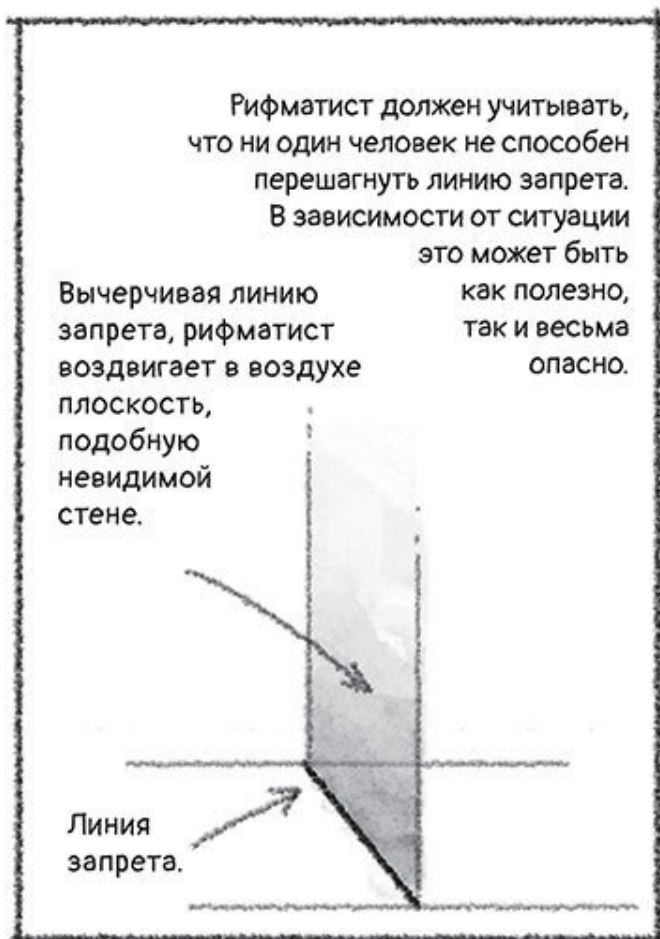 Рифматист должен учитывать,
что ни один человек не способен
перешагнуть линию запрета.
В зависимости от ситуации
это может быть
как полезно,
так и весьма
опасно.
Вычерчивая линию
запрета, рифматист
воздвигает в воздухе
плоскость,
подобную
невидимой
стене.
Линия
запрета.